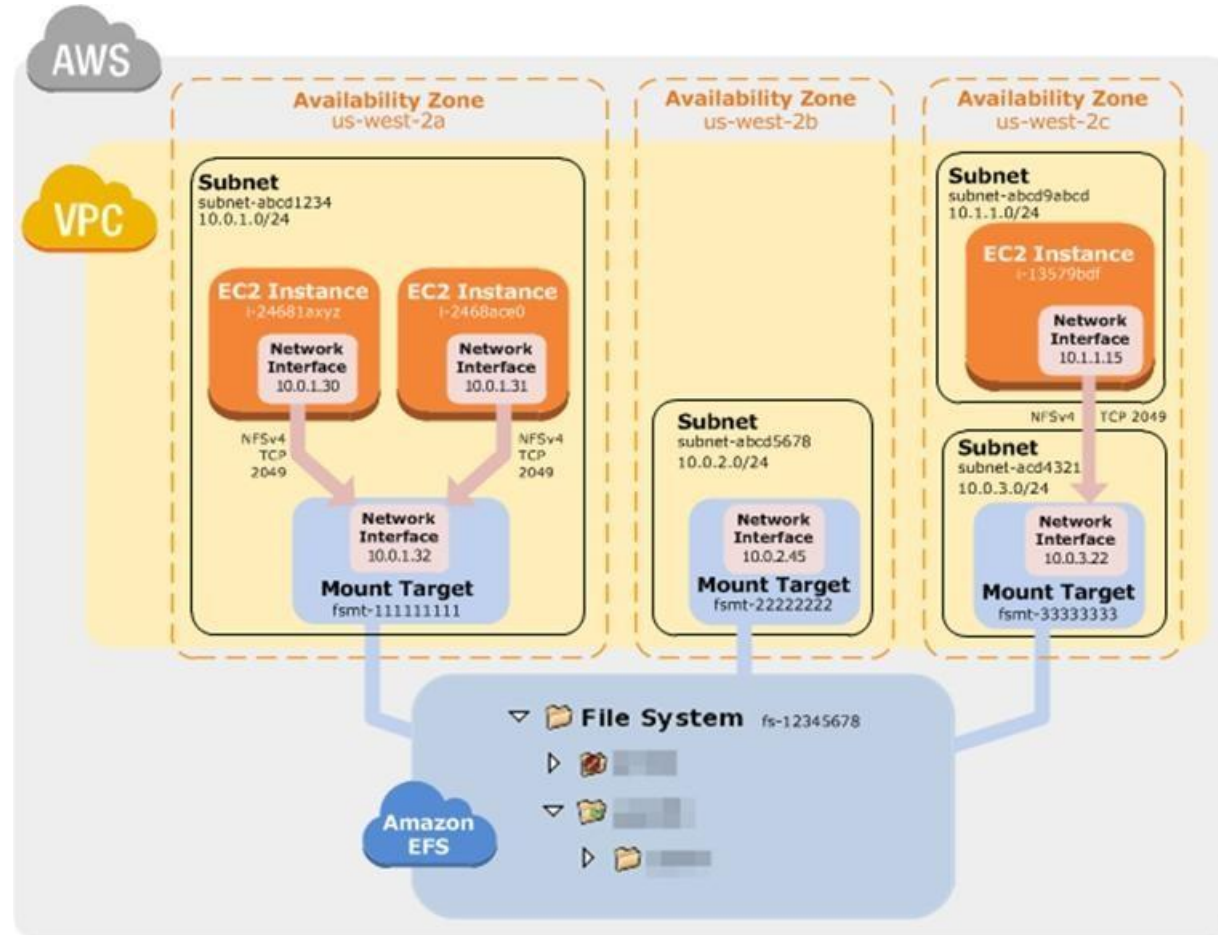 AWS
VPC
Availability Zone
us-west-2a
Subnet
subnet-abcd1234
10.0.1.0/24
EC2 Instance
i-24681axyz
Network
Interface
10.0.1.30
EC2 Instance
i-2468ace0
Network
Interface
10.0.1.31
NFSv4
TCP
2049
NFSv4
TCP
2049
Network
Interface
10.0.1.32
Mount Target
fsmt-111111111
Availability Zone
us-west-2b
Subnet
subnet-abcd5678
10.0.2.0/24
Network
Interface
10.0.2.45
Mount Target
fsmt-22222222
Availability Zone
us-west-2c
Subnet
subnet-abcd9abcd
10.1.1.0/24
EC2 Instance
i-13579bdf
Network
Interface
10.1.1.15
NFSv4 TCP 2049
Subnet
subnet-acd4321
10.0.3.0/24
Network
Interface
10.0.3.22
Mount Target
fsmt-33333333
File System fs-12345678
Amazon
EFS